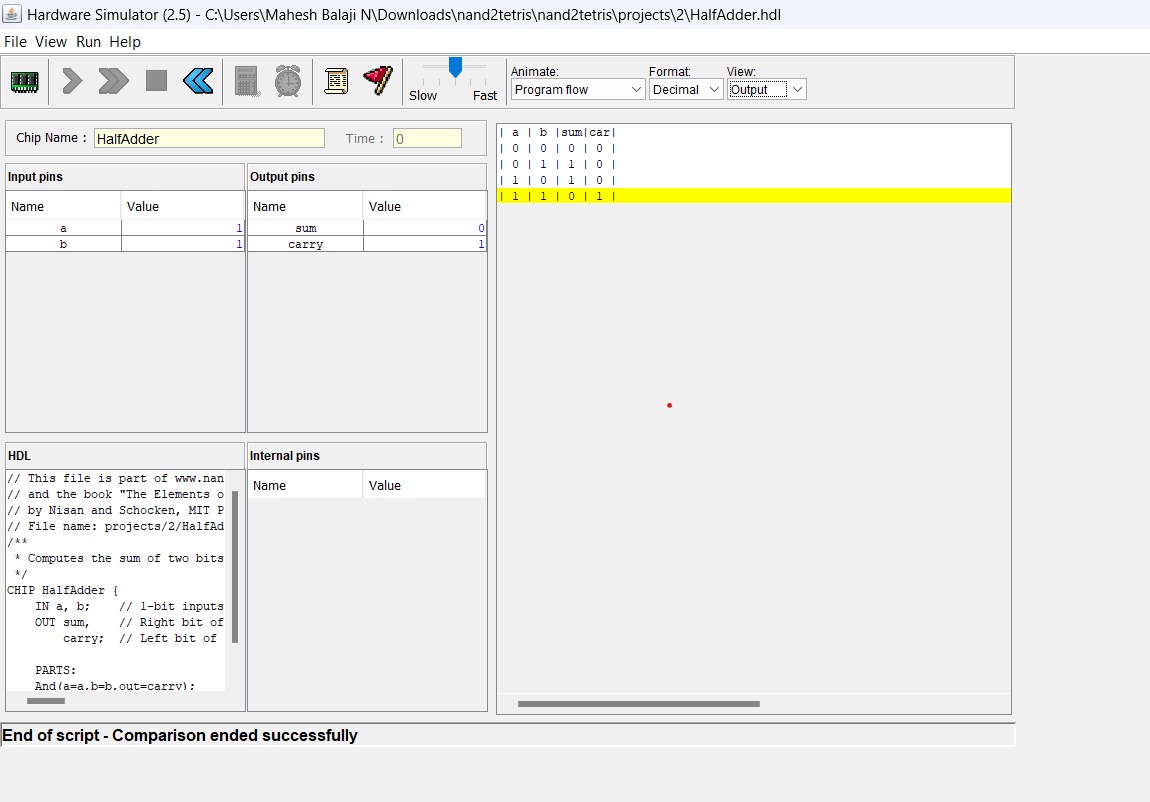 Hardware Simulator (2.5) - C:\Users\Mahesh Balaji N\Downloads\nand2tetris\nand2tetris\projects\2\HalfAdder.hdl
File View Run Help
Slow Fast
Animate: Format: View:
Program flow Decimal Output
Chip Name : HalfAdder Time : 0
Input pins
Name Value
a 1
b 1
Output pins
Name Value
sum 0
carry 1
| a | b |sum|car|
| 0 | 0 | 0 | 0 |
| 0 | 1 | 1 | 0 |
| 1 | 0 | 1 | 0 |
| 1 | 1 | 0 | 1 |
HDL
// This file is part of www.nan
// and the book "The Elements o
// by Nisan and Schocken, MIT P
// File name: projects/2/HalfAd
/**
* Computes the sum of two bits
*/
CHIP HalfAdder {
IN a, b; // 1-bit inputs
OUT sum, // Right bit of
carry; // Left bit of
PARTS:
And(a=a,b=b,out=carry);
Internal pins
Name Value
End of script - Comparison ended successfully